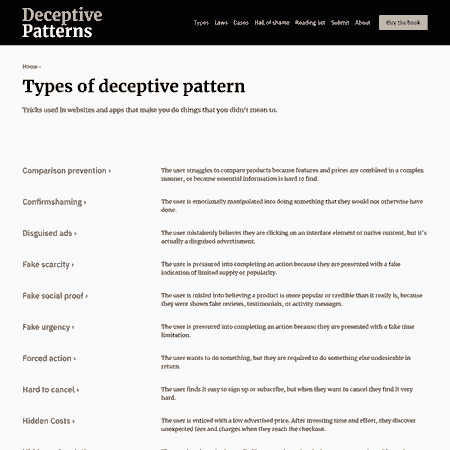 Deceptive
Patterns
Types Laws Cases Hall of shame Reading list Submit About Buy the book
Home ›
Types of deceptive pattern
Tricks used in websites and apps that make you do things that you didn't mean to.
Comparison prevention ›
The user struggles to compare products because features and prices are combined in a complex
manner, or because essential information is hard to find.
Confirmshaming ›
The user is emotionally manipulated into doing something that they would not otherwise have
done.
Disguised ads ›
The user mistakenly believes they are clicking on an interface element or native content, but it's
actually a disguised advertisment.
Fake scarcity ›
The user is pressured into completing an action because they are presented with a fake
indication of limited supply or popularity.
Fake social proof ›
The user is misled into believing a product is more popular or credible than it really is, because
they were shown fake reviews, testimonials, or activity messages.
Fake urgency ›
The user is pressured into completing an action because they are presented with a fake time
limitation.
Forced action ›
The user wants to do something, but they are required to do something else undesirable in
return.
Hard to cancel ›
The user finds it easy to sign up or subscribe, but when they want to cancel they find it very
hard.
Hidden Costs ›
The user is enticed with a low advertised price. After investing time and effort, they discover
unexpected fees and charges when they reach the checkout.